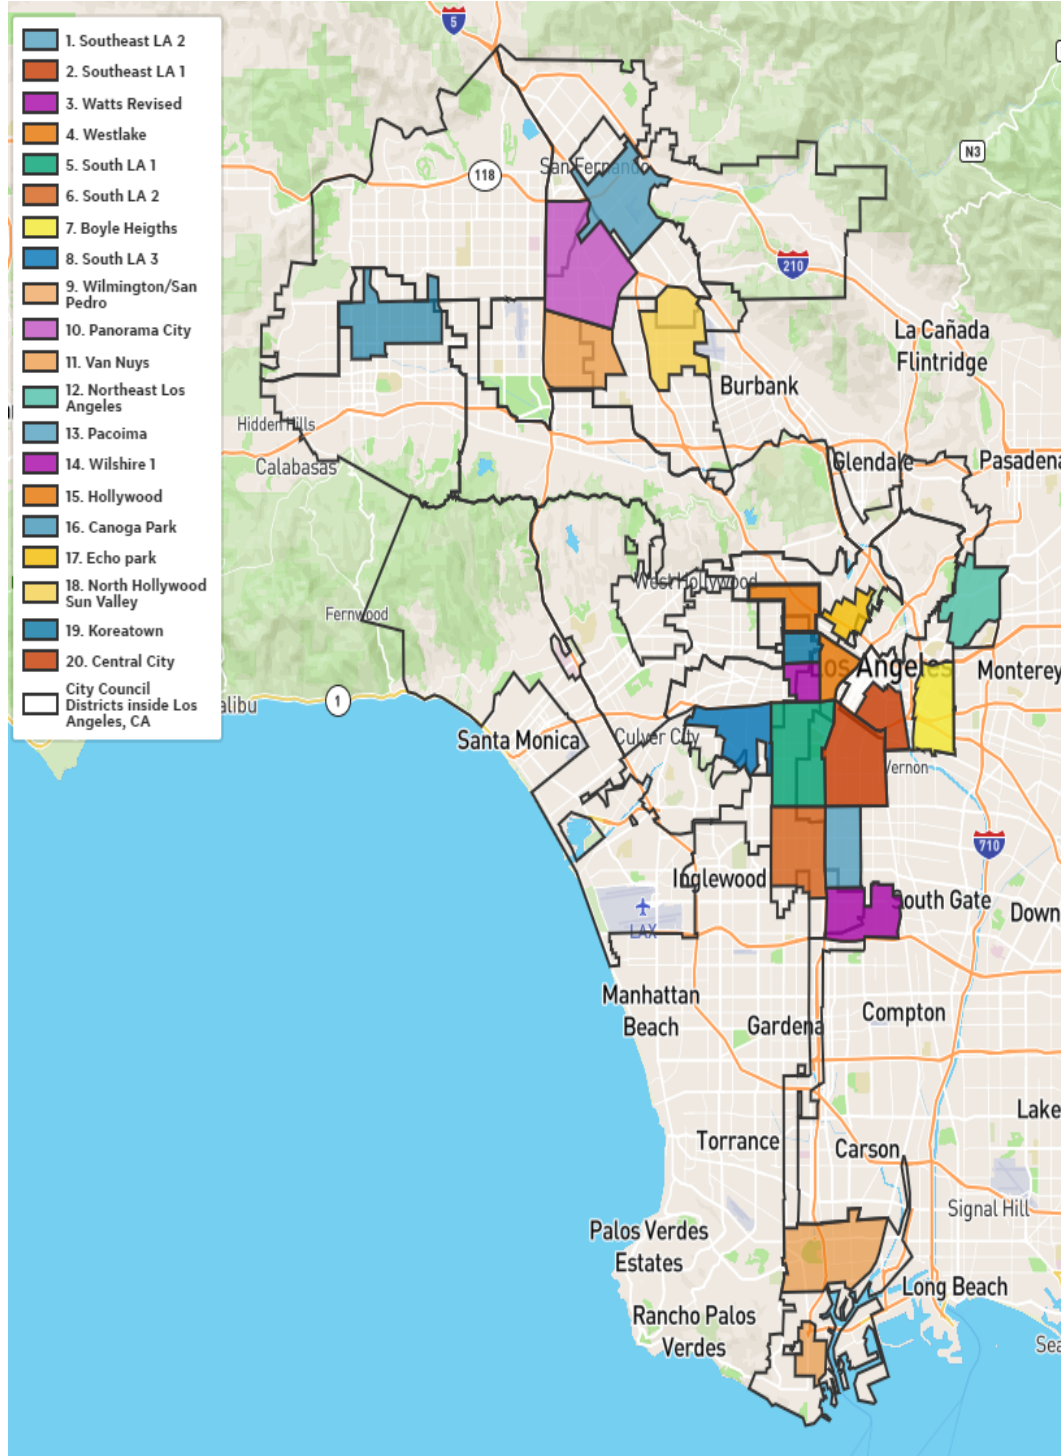 1. Southeast LA 2
2. Southeast LA 1
3. Watts Revised
4. Westlake
5. South LA 1
6. South LA 2
7. Boyle Heigths
8. South LA 3
9. Wilmington/San
Pedro
10. Panorama City
11. Van Nuys
12. Northeast Los
Angeles
13. Pacoima
14. Wilshire 1
15. Hollywood
16. Canoga Park
17. Echo park
18. North Hollywood
Sun Valley
19. Koreatown
20. Central City
City Council
Districts inside Los
Angeles, CA
5
N3
San Fernando
118
210
La Cañada
Flintridge
Burbank
Hidden Hills
Calabasas
Glendale
Pasadena
West Hollywood
Fernwood
Los Angeles
Monterey
1
alibu
Santa Monica
Culver City
Vernon
710
Inglewood
South Gate
Down
LAX
Manhattan
Beach
Gardena
Compton
Lake
Torrance
Carson
Signal Hill
Palos Verdes
Estates
Long Beach
Rancho Palos
Verdes
Sea